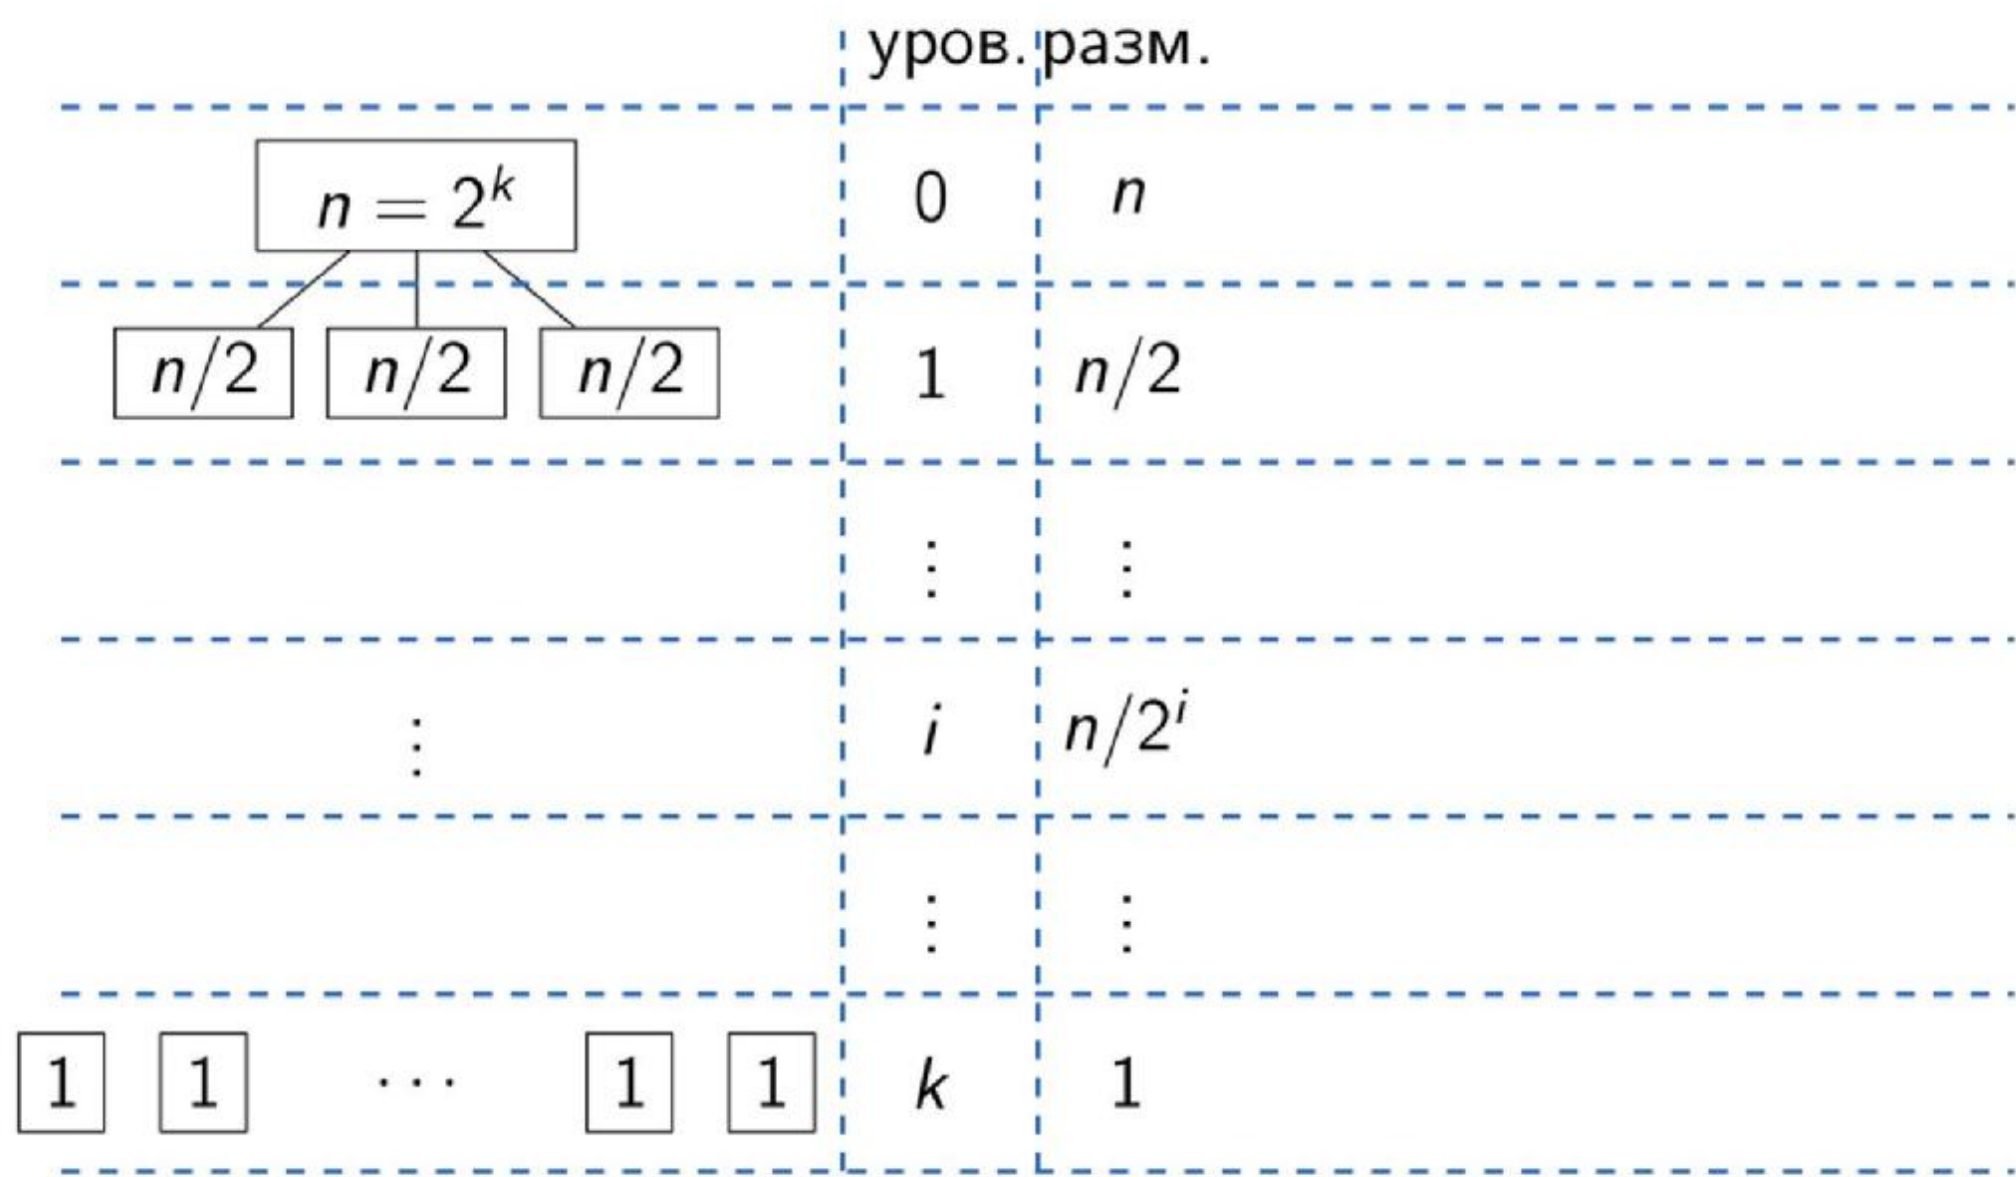 уров. разм.
n = 2^k 0 n
n/2 n/2 n/2 1 n/2
⋮ ⋮
⋮ i n/2^i
⋮ ⋮
1 1 ··· 1 1 k 1